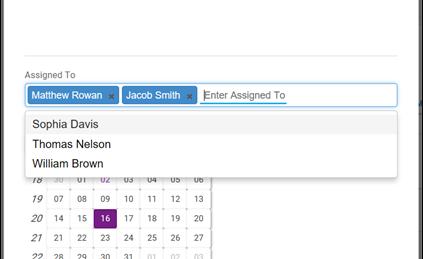 Assigned To
Matthew Rowan × Jacob Smith × Enter Assigned To
Sophia Davis
Thomas Nelson
William Brown
18 30 01 02 03 04 05 06
19 07 08 09 10 11 12 13
20 14 15 16 17 18 19 20
21 21 22 23 24 25 26 27
22 28 29 30 31 01 02 03